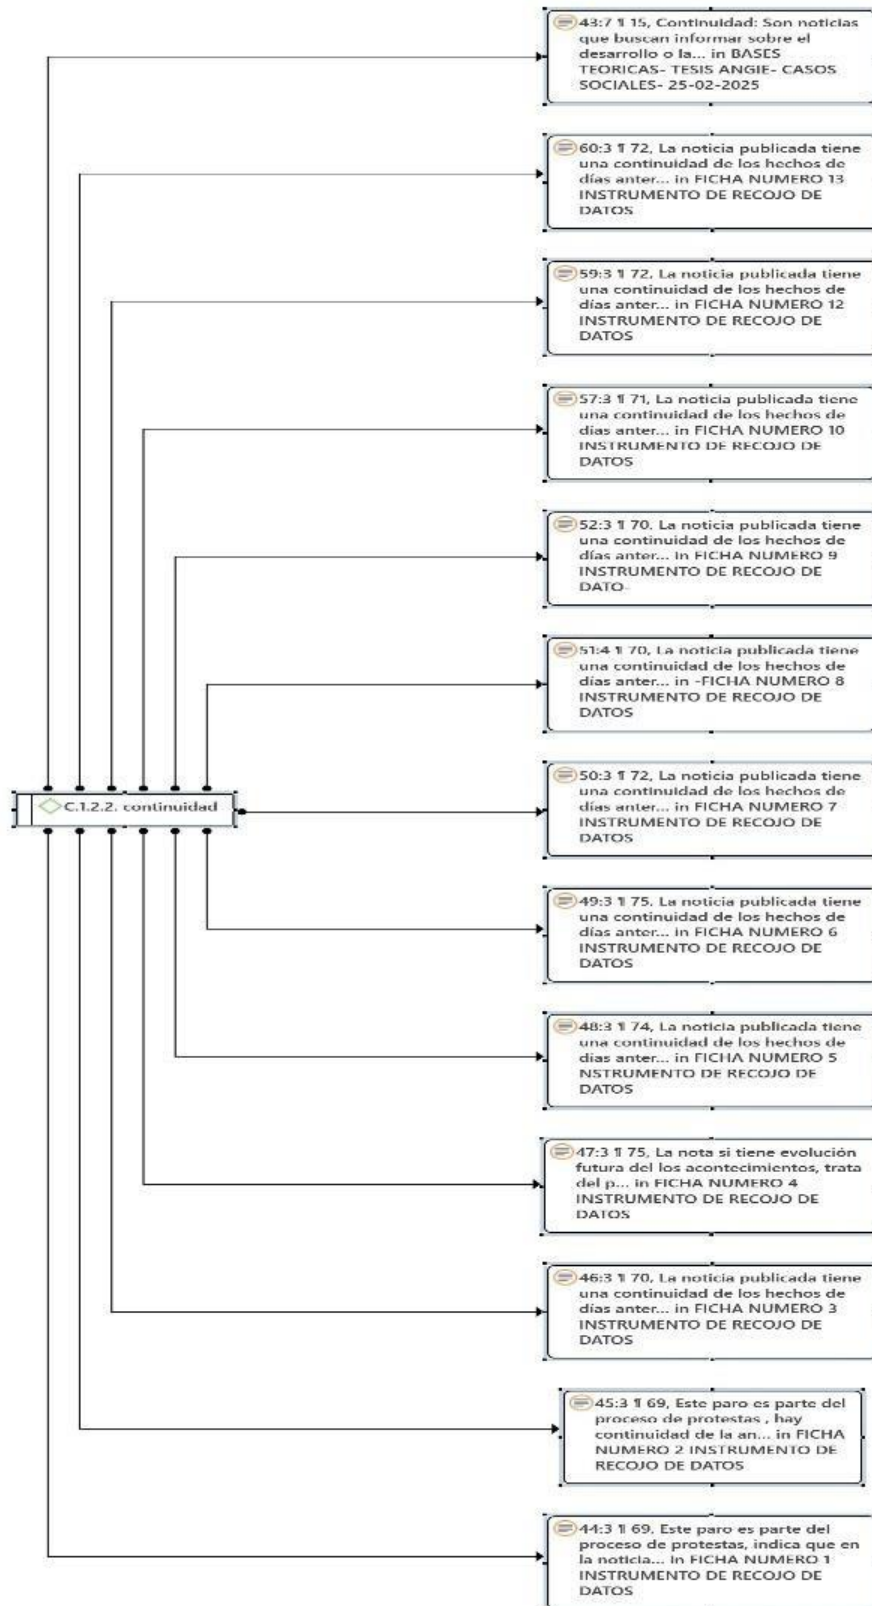 43:7 ¶ 15, Continuidad: Son noticias
que buscan informar sobre el
desarrollo o la... in BASES
TEORICAS- TESIS ANGIE- CASOS
SOCIALES- 25-02-2025
60:3 ¶ 72, La noticia publicada tiene
una continuidad de los hechos de
días anter... in FICHA NUMERO 13
INSTRUMENTO DE RECOJO DE
DATOS
59:3 ¶ 72, La noticia publicada tiene
una continuidad de los hechos de
días anter... in FICHA NUMERO 12
INSTRUMENTO DE RECOJO DE
DATOS
57:3 ¶ 71, La noticia publicada tiene
una continuidad de los hechos de
días anter... in FICHA NUMERO 10
INSTRUMENTO DE RECOJO DE
DATOS
52:3 ¶ 70, La noticia publicada tiene
una continuidad de los hechos de
días anter... in FICHA NUMERO 9
INSTRUMENTO DE RECOJO DE
DATO-
51:4 ¶ 70, La noticia publicada tiene
una continuidad de los hechos de
días anter... in -FICHA NUMERO 8
INSTRUMENTO DE RECOJO DE
DATOS
C.1.2.2. continuidad
50:3 ¶ 72, La noticia publicada tiene
una continuidad de los hechos de
días anter... in FICHA NUMERO 7
INSTRUMENTO DE RECOJO DE
DATOS
49:3 ¶ 75, La noticia publicada tiene
una continuidad de los hechos de
días anter... in FICHA NUMERO 6
INSTRUMENTO DE RECOJO DE
DATOS
48:3 ¶ 74, La noticia publicada tiene
una continuidad de los hechos de
días anter... in FICHA NUMERO 5
NSTRUMENTO DE RECOJO DE
DATOS
47:3 ¶ 75, La nota si tiene evolución
futura del los acontecimientos, trata
del p... in FICHA NUMERO 4
INSTRUMENTO DE RECOJO DE
DATOS
46:3 ¶ 70, La noticia publicada tiene
una continuidad de los hechos de
días anter... in FICHA NUMERO 3
INSTRUMENTO DE RECOJO DE
DATOS
45:3 ¶ 69, Este paro es parte del
proceso de protestas , hay
continuidad de la an... in FICHA
NUMERO 2 INSTRUMENTO DE
RECOJO DE DATOS
44:3 ¶ 69, Este paro es parte del
proceso de protestas, indica que en
la noticia... in FICHA NUMERO 1
INSTRUMENTO DE RECOJO DE
DATOS